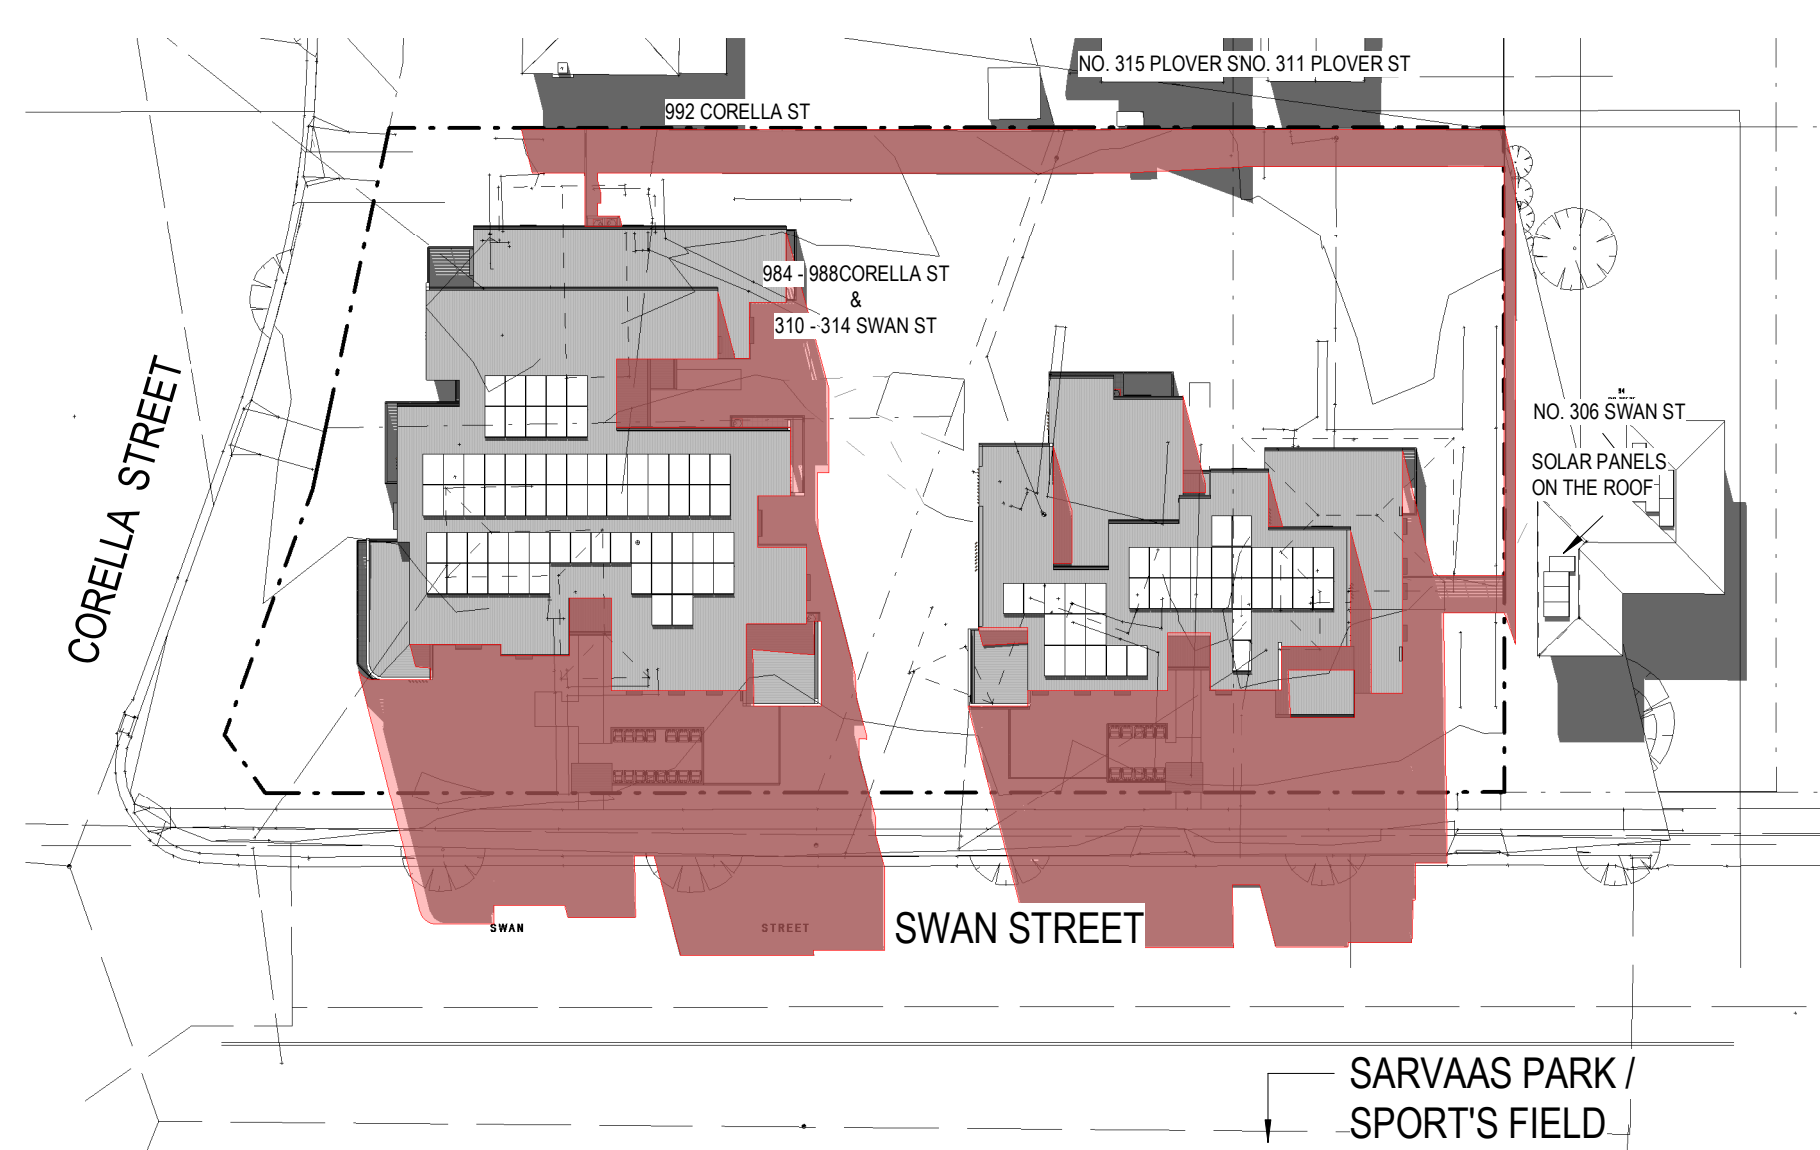 NO. 315 PLOVER S
NO. 311 PLOVER ST
992 CORELLA ST
984 - 988CORELLA ST
&
310 - 314 SWAN ST
CORELLA STREET
NO. 306 SWAN ST
SOLAR PANELS
ON THE ROOF
SWAN STREET
SWAN STREET
SARVAAS PARK /
SPORT'S FIELD